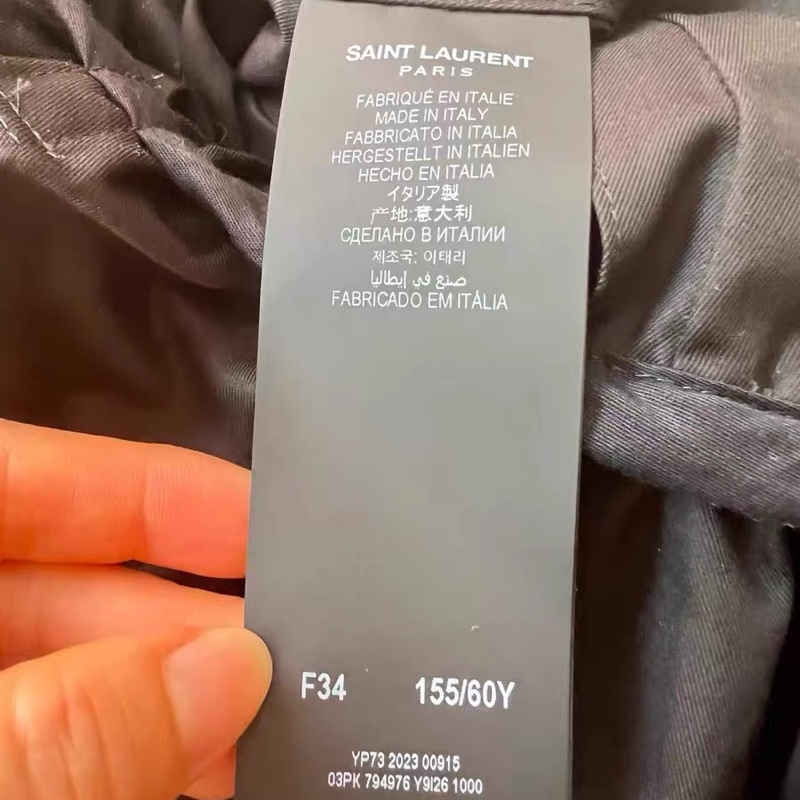 SAINT LAURENT
PARIS
FABRIQUÉ EN ITALIE
MADE IN ITALY
FABBRICATO IN ITALIA
HERGESTELLT IN ITALIEN
HECHO EN ITALIA
イタリア製
产地:意大利
СДЕЛАНО В ИТАЛИИ
제조국: 이태리
صنع في إيطاليا
FABRICADO EM ITÁLIA
F34 155/60Y
YP73 2023 00915
03PK 794976 Y9I26 1000